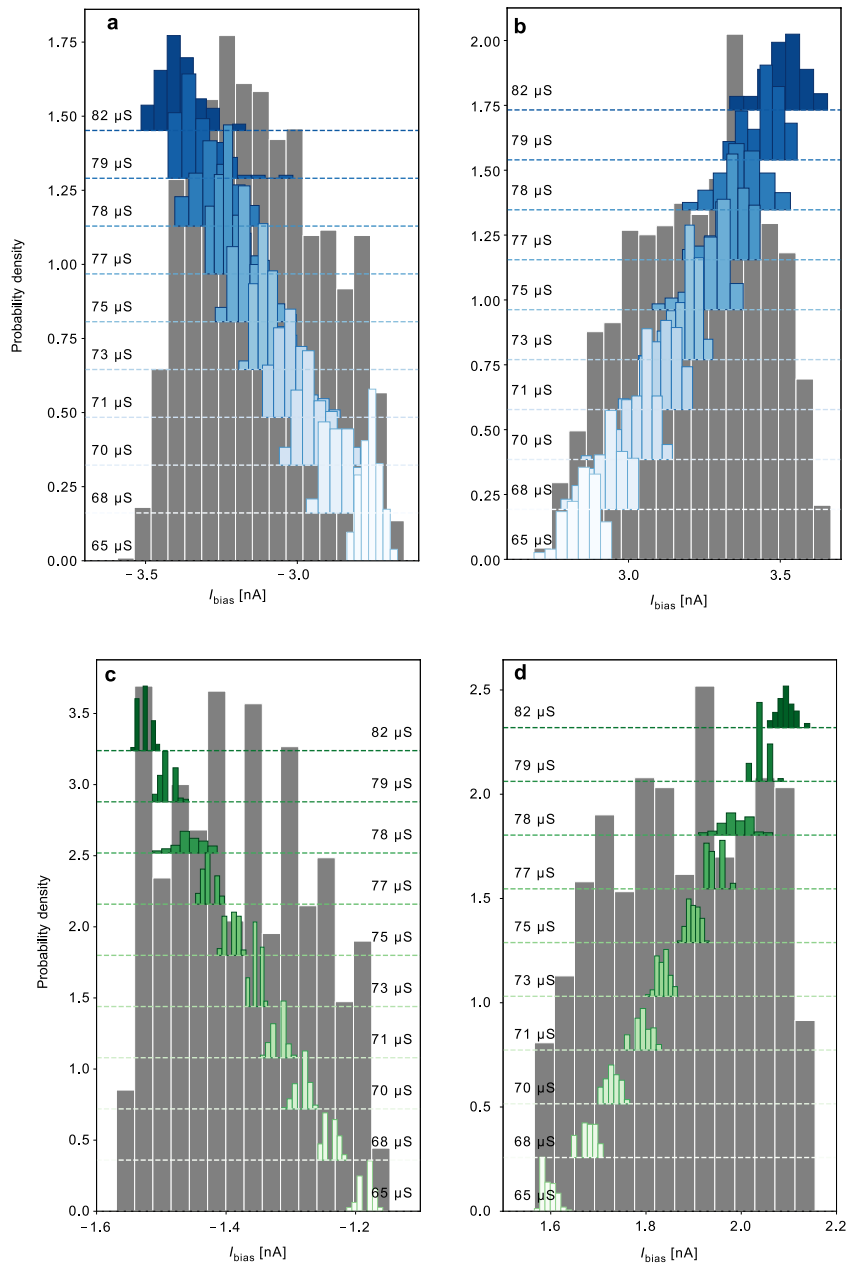 a
1.75
1.50
1.25
1.00
0.75
0.50
0.25
0.00
Probability density
82 µS
79 µS
78 µS
77 µS
75 µS
73 µS
71 µS
70 µS
68 µS
65 µS
−3.5
−3.0
I bias [nA]
b
2.00
1.75
1.50
1.25
1.00
0.75
0.50
0.25
0.00
82 µS
79 µS
78 µS
77 µS
75 µS
73 µS
71 µS
70 µS
68 µS
65 µS
3.0
3.5
I bias [nA]
c
3.5
3.0
2.5
2.0
1.5
1.0
0.5
0.0
Probability density
82 µS
79 µS
78 µS
77 µS
75 µS
73 µS
71 µS
70 µS
68 µS
65 µS
−1.6
−1.4
−1.2
I bias [nA]
d
2.5
2.0
1.5
1.0
0.5
0.0
82 µS
79 µS
78 µS
77 µS
75 µS
73 µS
71 µS
70 µS
68 µS
65 µS
1.6
1.8
2.0
2.2
I bias [nA]